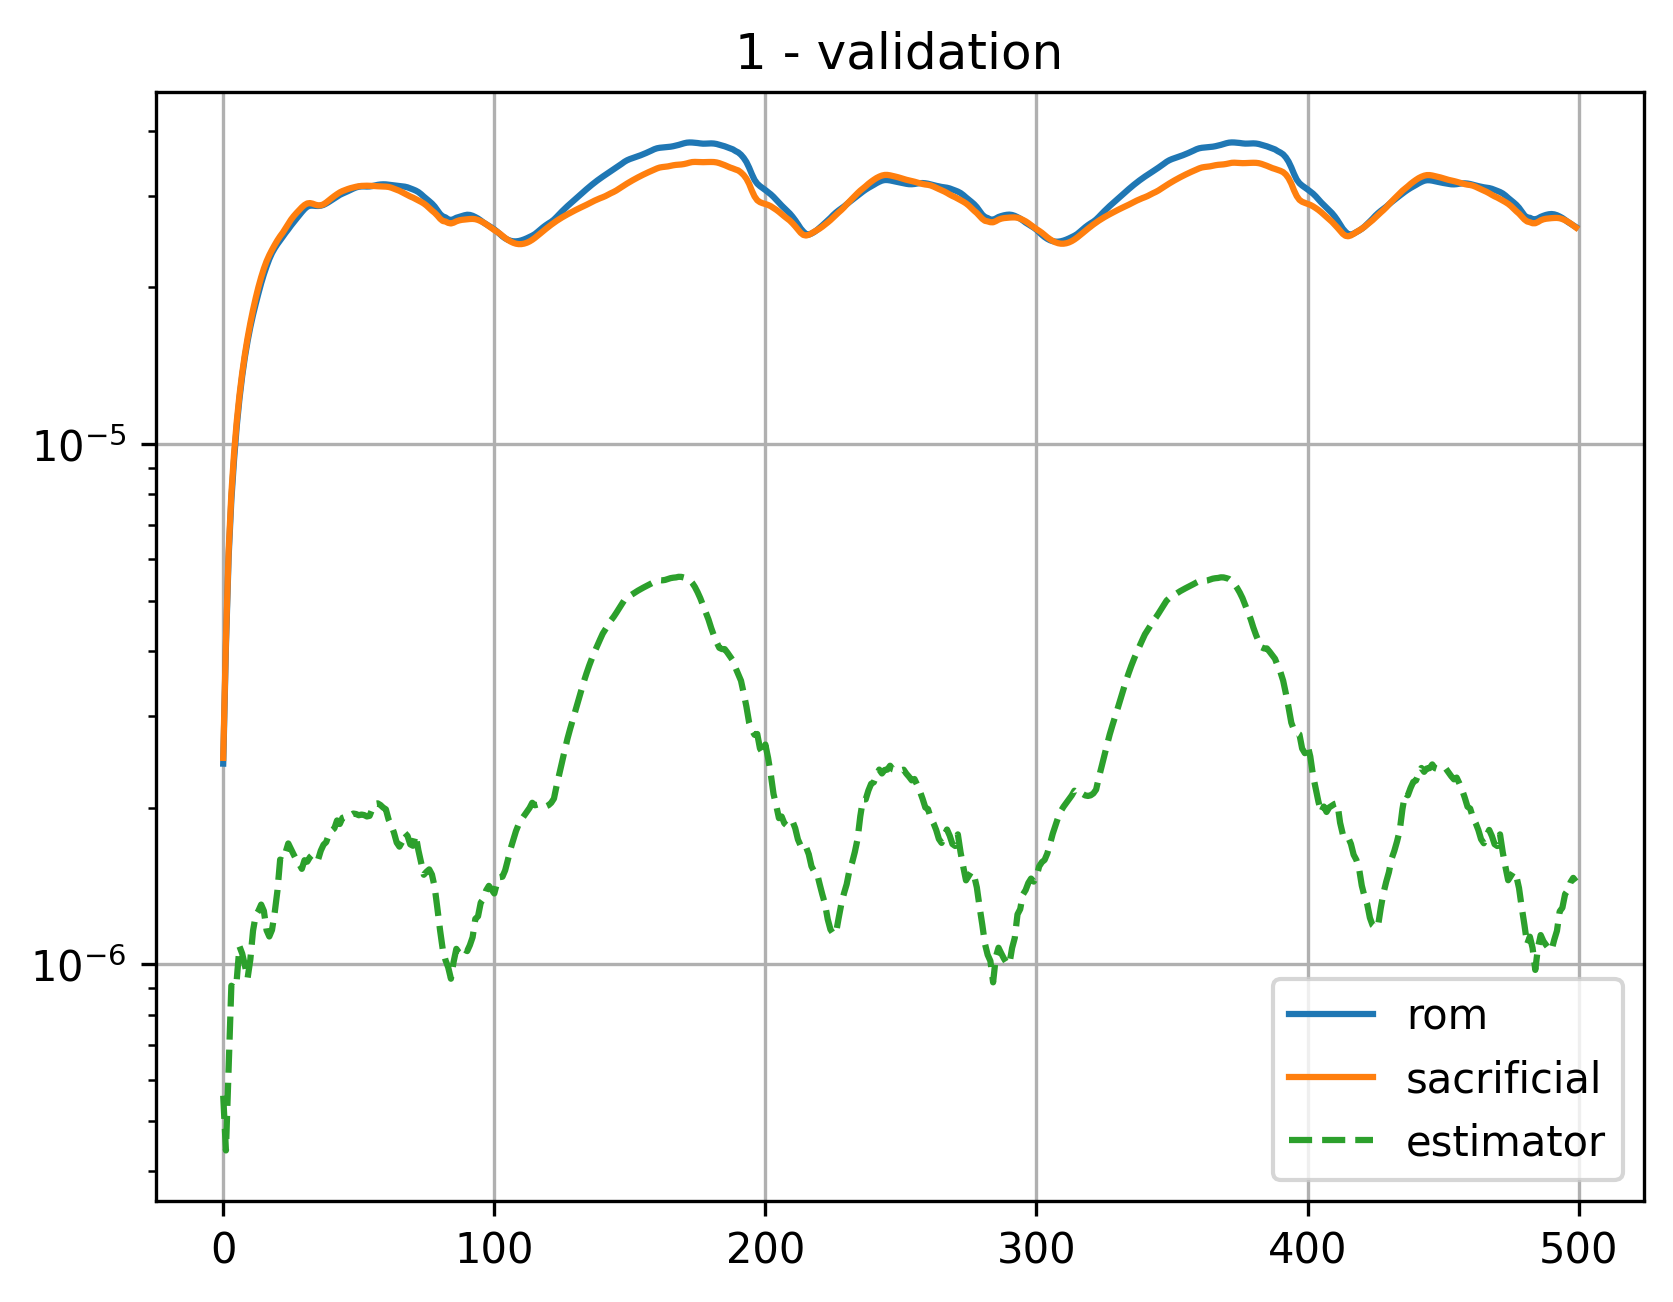 1 - validation
10⁻⁵
10⁻⁶
rom
sacrificial
estimator
0 100 200 300 400 500